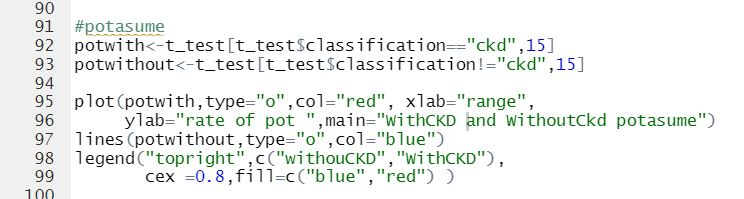 90
91 #potasume
92 potwith<-t_test[t_test$classification=="ckd",15]
93 potwithout<-t_test[t_test$classification!="ckd",15]
94
95 plot(potwith,type="o",col="red", xlab="range",
96 ylab="rate of pot ",main="WithCKD and WithoutCkd potasume")
97 lines(potwithout,type="o",col="blue")
98 legend("topright",c("withouCKD","WithCKD"),
99 cex =0.8,fill=c("blue","red") )
100